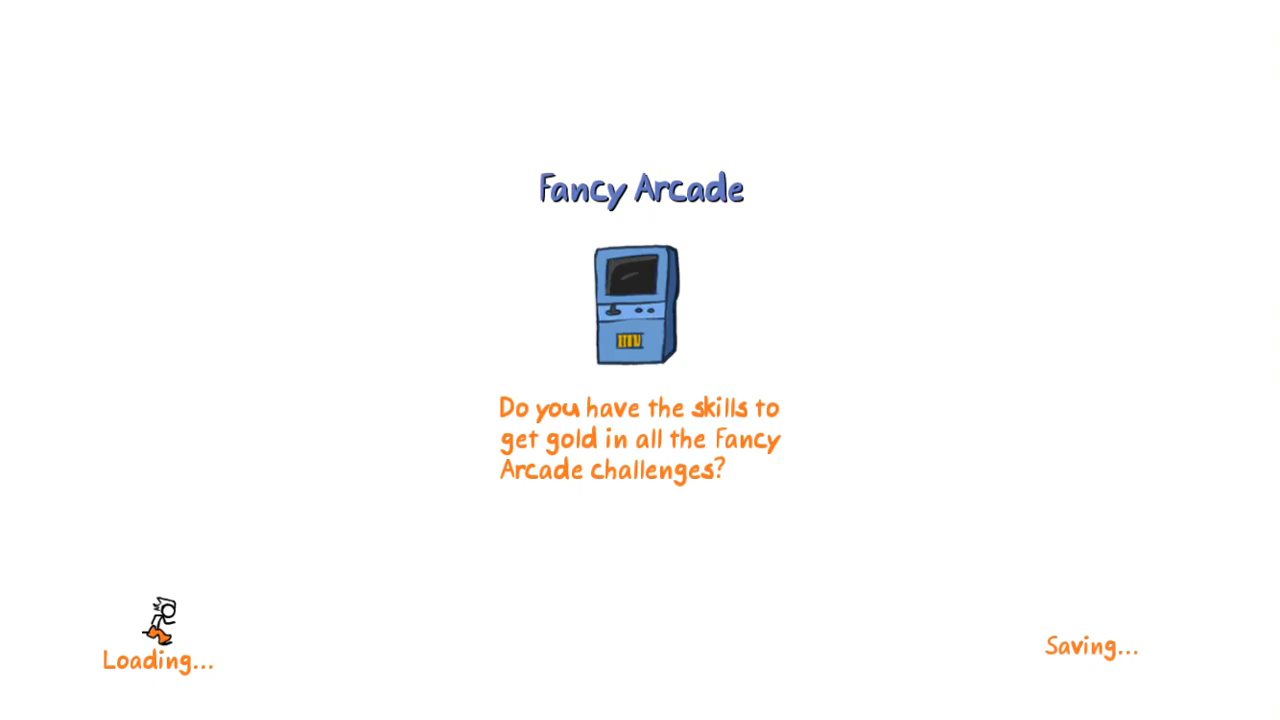 Fancy Arcade
Do you have the skills to
get gold in all the Fancy
Arcade challenges?
Loading...
Saving...